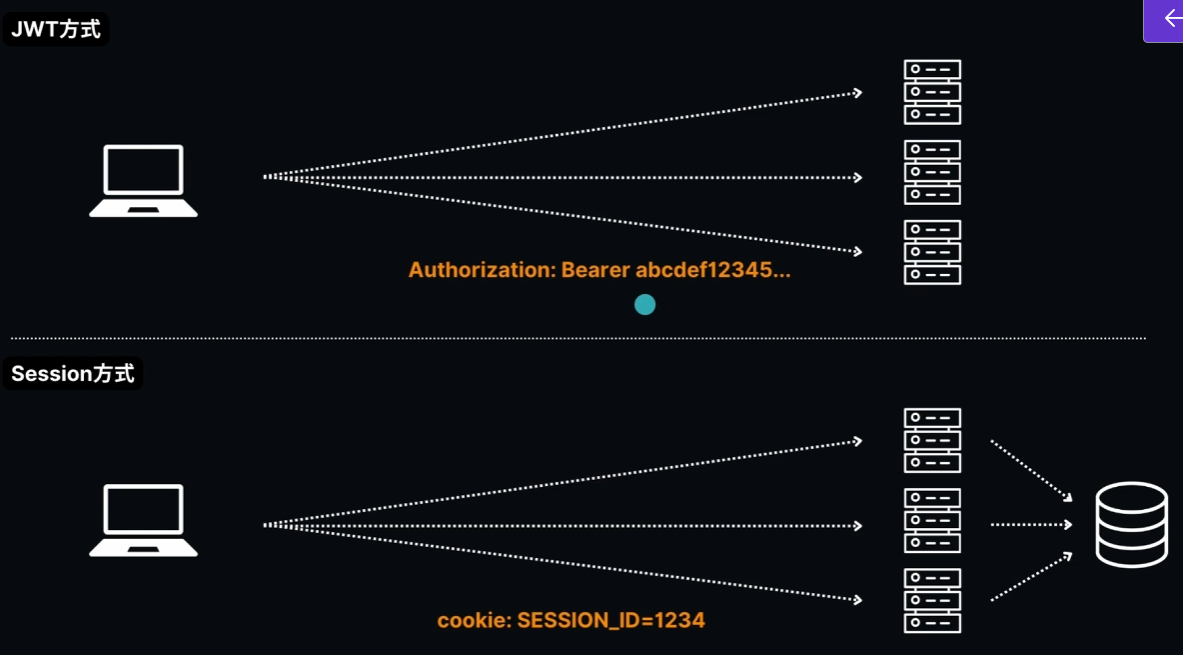 JWT方式
Authorization: Bearer abcdef12345...
Session方式
cookie: SESSION_ID=1234